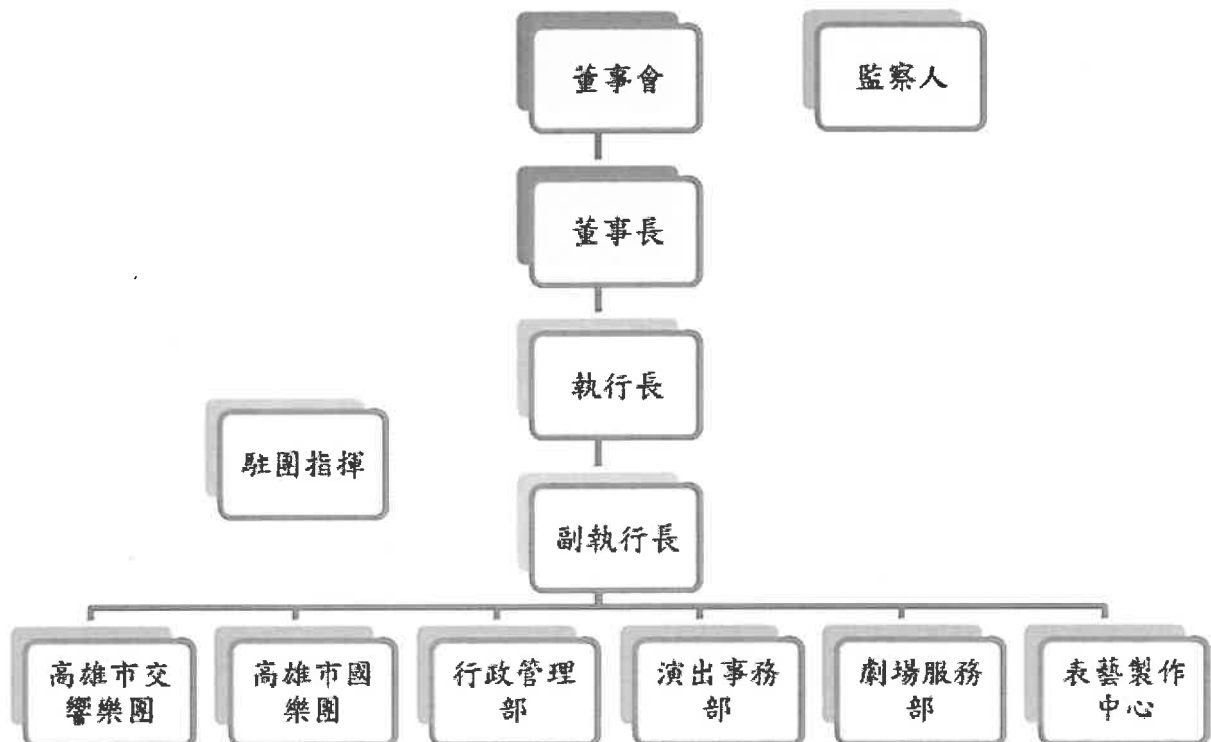 董事會
監察人
董事長
執行長
駐團指揮
副執行長
高雄市交
響樂團
高雄市國
樂團
行政管理
部
演出事務
部
劇場服務
部
表藝製作
中心